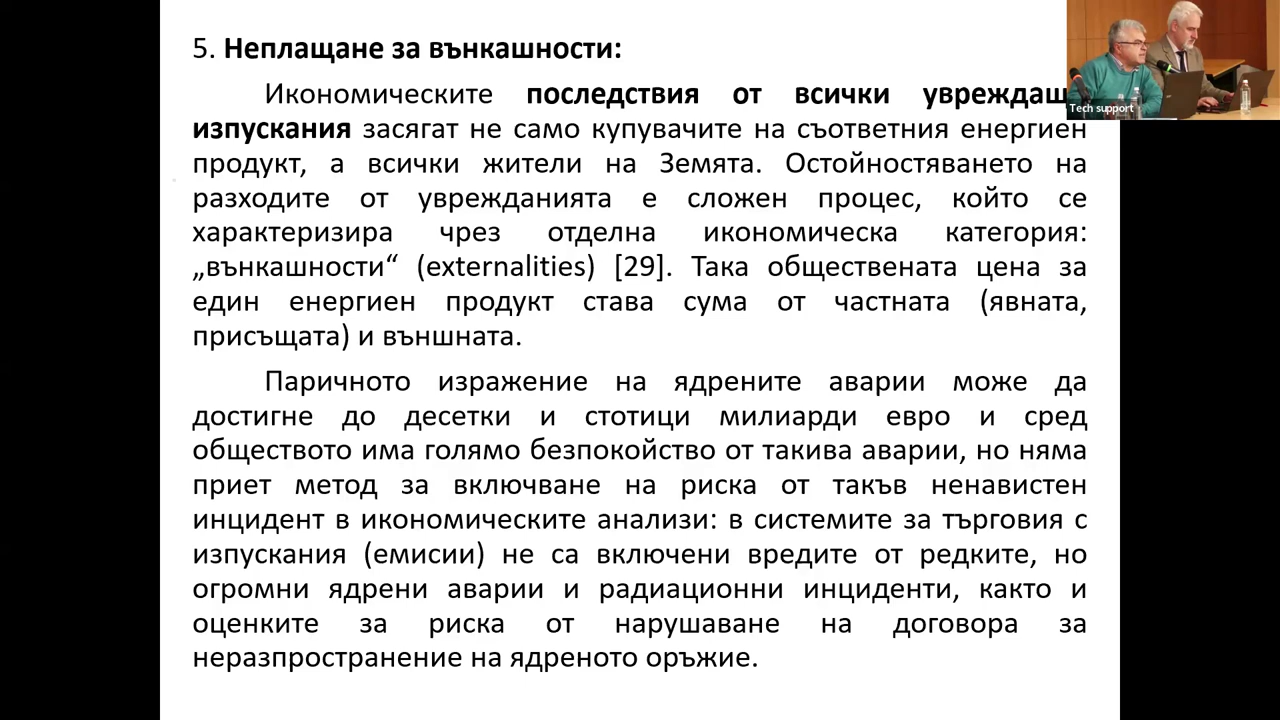 5. Неплащане за вънкашности:
Икономическите последствия от всички увреждащ
изпускания засягат не само купувачите на съответния енергиен
продукт, а всички жители на Земята. Остойностяването на
разходите от уврежданията е сложен процес, който се
характеризира чрез отделна икономическа категория:
„вънкашности“ (externalities) [29]. Така обществената цена за
един енергиен продукт става сума от частната (явната,
присъщата) и външната.
Паричното изражение на ядрените аварии може да
достигне до десетки и стотици милиарди евро и сред
обществото има голямо безпокойство от такива аварии, но няма
приет метод за включване на риска от такъв ненавистен
инцидент в икономическите анализи: в системите за търговия с
изпускания (емисии) не са включени вредите от редките, но
огромни ядрени аварии и радиационни инциденти, както и
оценките за риска от нарушаване на договора за
неразпространение на ядреното оръжие.
Tech support